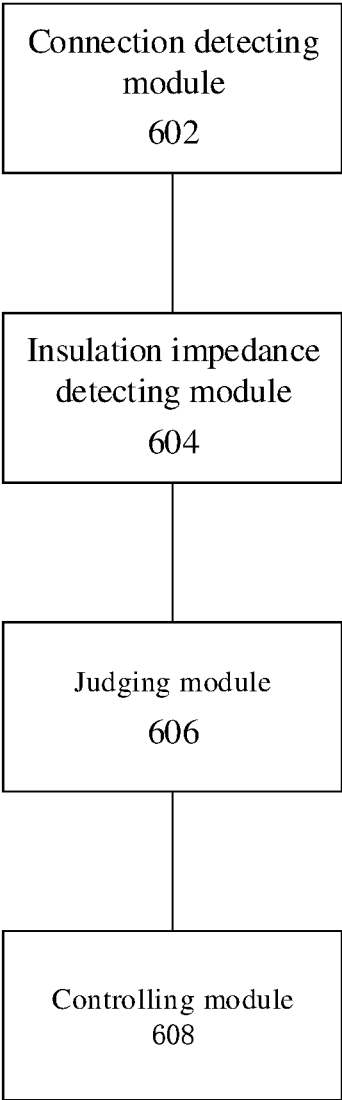 Connection detecting
module
602
Insulation impedance
detecting module
604
Judging module
606
Controlling module
608